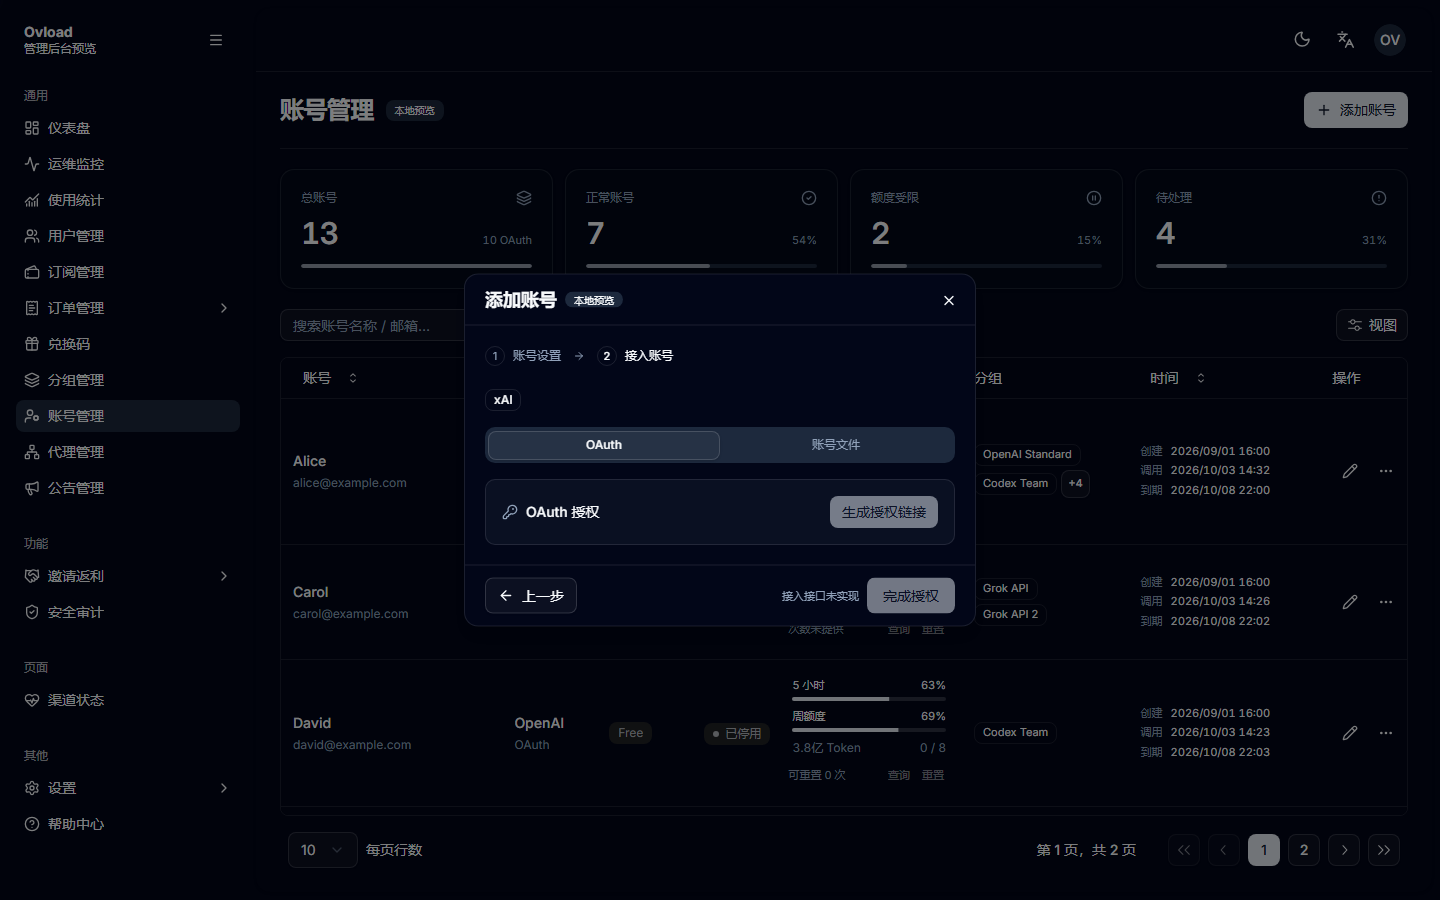 Ovload
管理后台预览
OV
通用
仪表盘
运维监控
使用统计
用户管理
订阅管理
订单管理
兑换码
分组管理
账号管理
代理管理
公告管理
功能
邀请返利
安全审计
页面
渠道状态
其他
设置
帮助中心
账号管理 本地预览
添加账号
总账号
13
10 OAuth
正常账号
7
54%
额度受限
2
15%
待处理
4
31%
搜索账号名称 / 邮箱...
视图
账号 分组 时间 操作
Alice
alice@example.com
OpenAI Standard
Codex Team +4
创建 2026/09/01 16:00
调用 2026/10/03 14:32
到期 2026/10/08 22:00
Carol
carol@example.com
次数未提供 查询 重置
Grok API
Grok API 2
创建 2026/09/01 16:00
调用 2026/10/03 14:26
到期 2026/10/08 22:02
David
david@example.com
OpenAI
OAuth
Free
已停用
5 小时 63%
周额度 69%
3.8亿 Token 0 / 8
可重置 0 次 查询 重置
Codex Team
创建 2026/09/01 16:00
调用 2026/10/03 14:23
到期 2026/10/08 22:03
10 每页行数
第 1 页，共 2 页
1 2
添加账号 本地预览
1 账号设置 2 接入账号
xAI
OAuth 账号文件
OAuth 授权 生成授权链接
上一步 接入接口未实现 完成授权